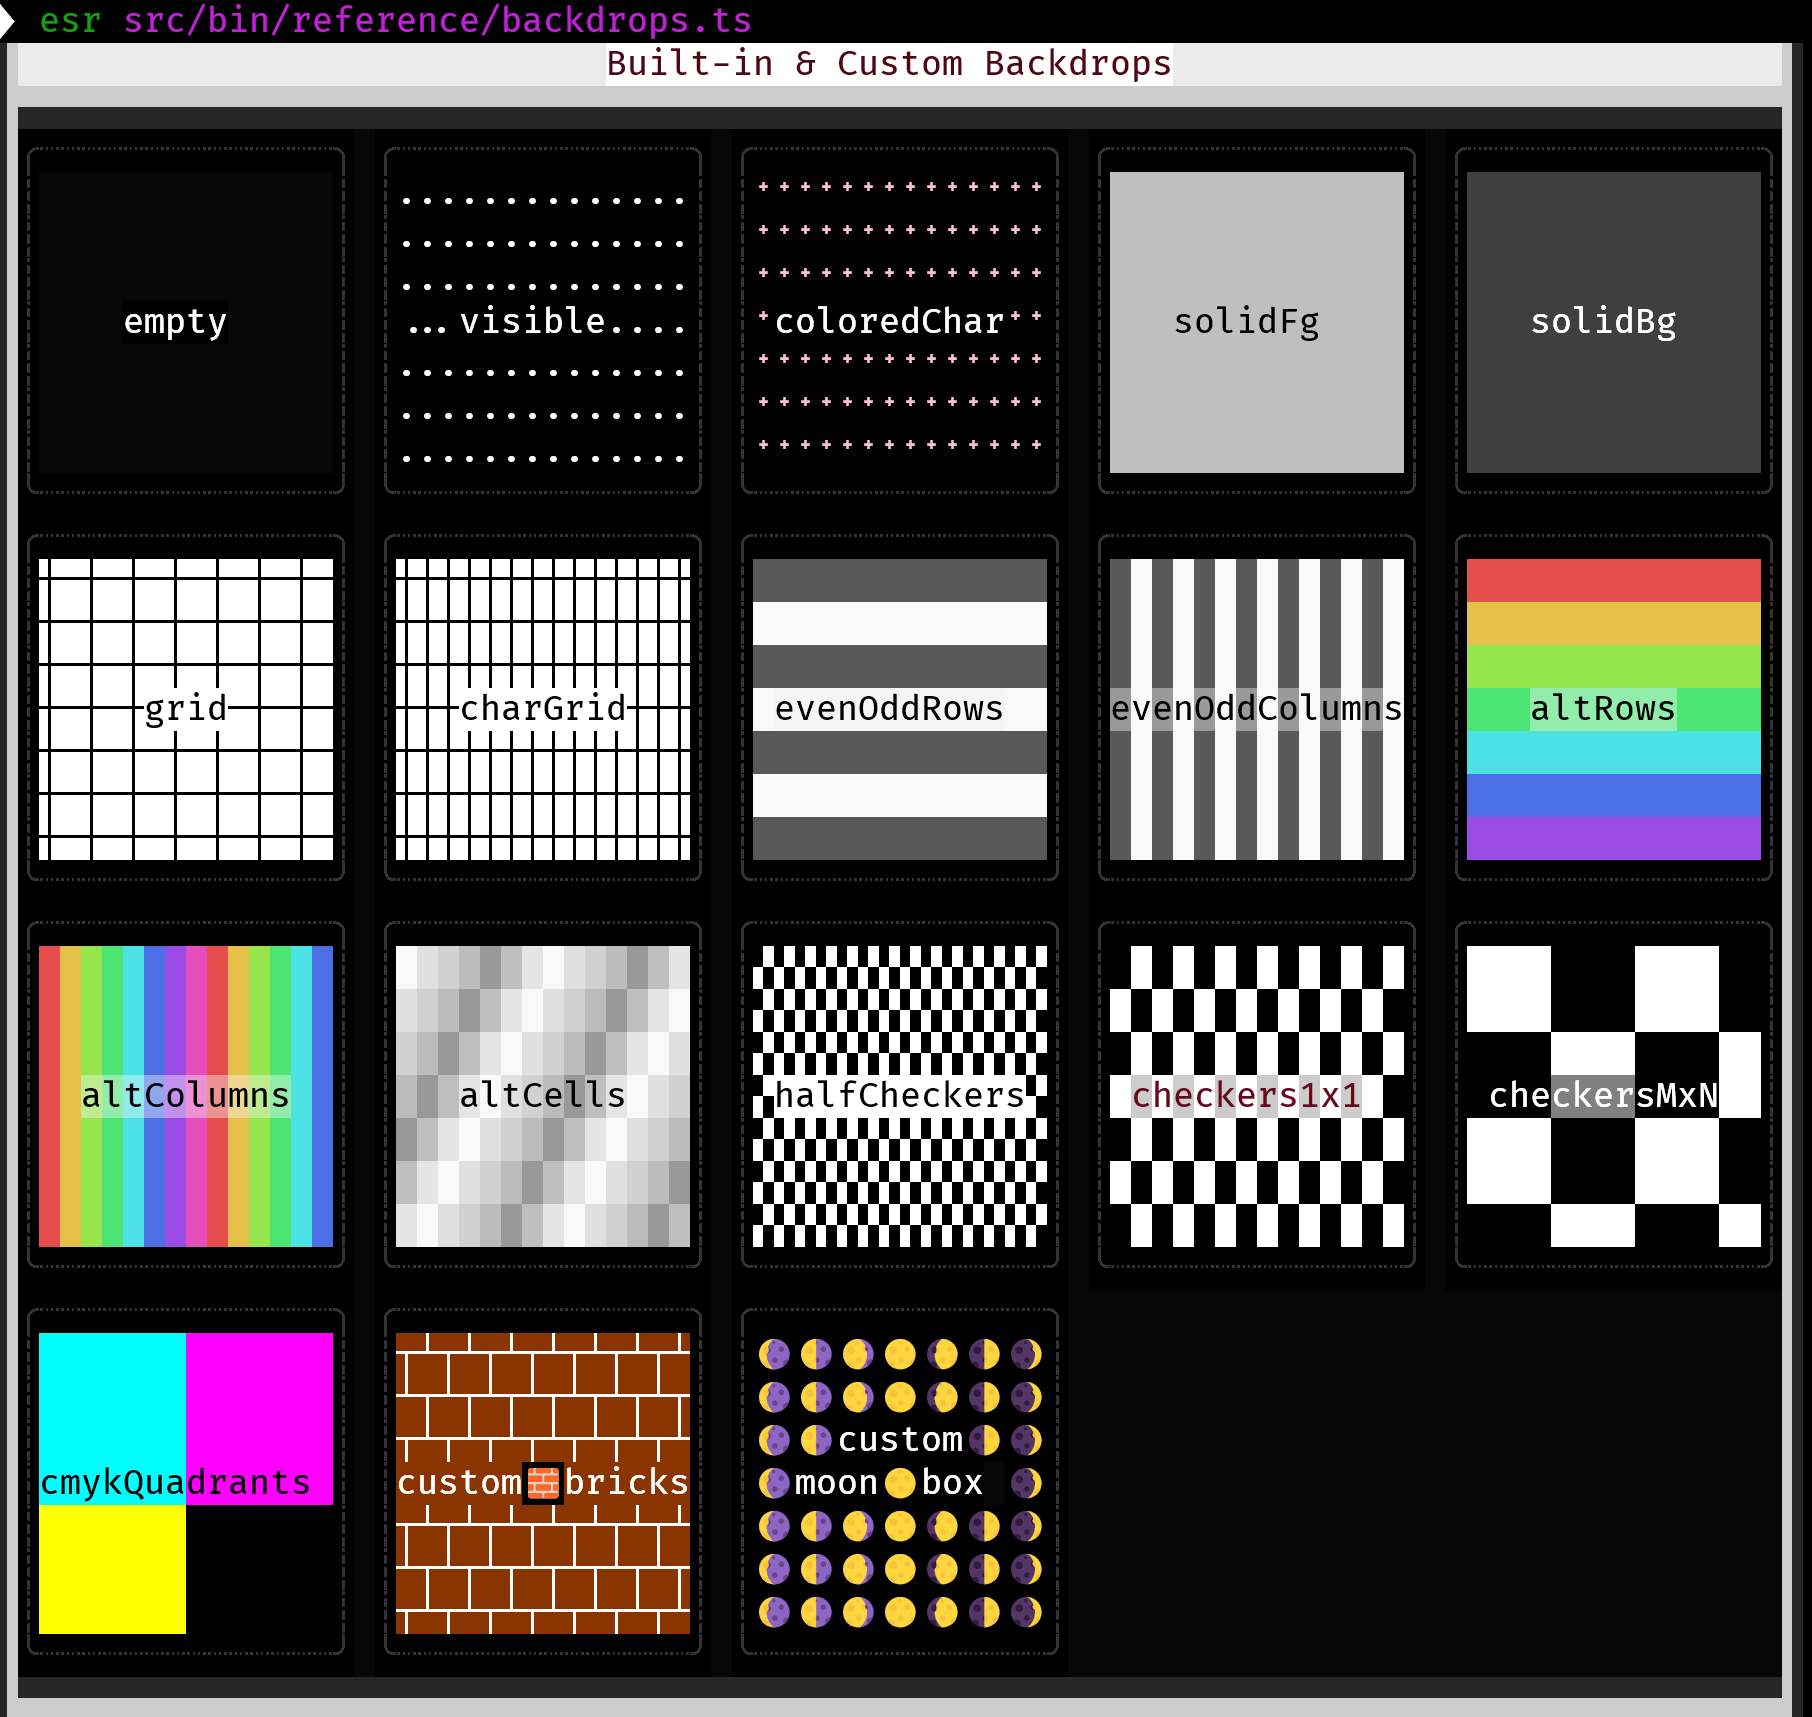 esr src/bin/reference/backdrops.ts
Built-in & Custom Backdrops
empty
visible
coloredChar
solidFg
solidBg
grid
charGrid
evenOddRows
evenOddColumns
altRows
altColumns
altCells
halfCheckers
checkers1x1
checkersMxN
cmykQuadrants
custom🧱bricks
custom
moon🌕box